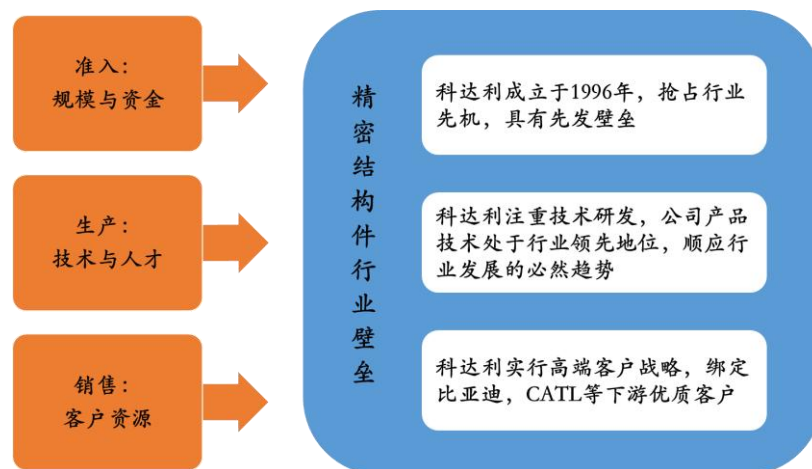 准入：
规模与资金
生产：
技术与人才
销售：
客户资源
精密结构件行业壁垒
科达利成立于1996年，抢占行业
先机，具有先发壁垒
科达利注重技术研发，公司产品
技术处于行业领先地位，顺应行
业发展的必然趋势
科达利实行高端客户战略，绑定
比亚迪，CATL等下游优质客户